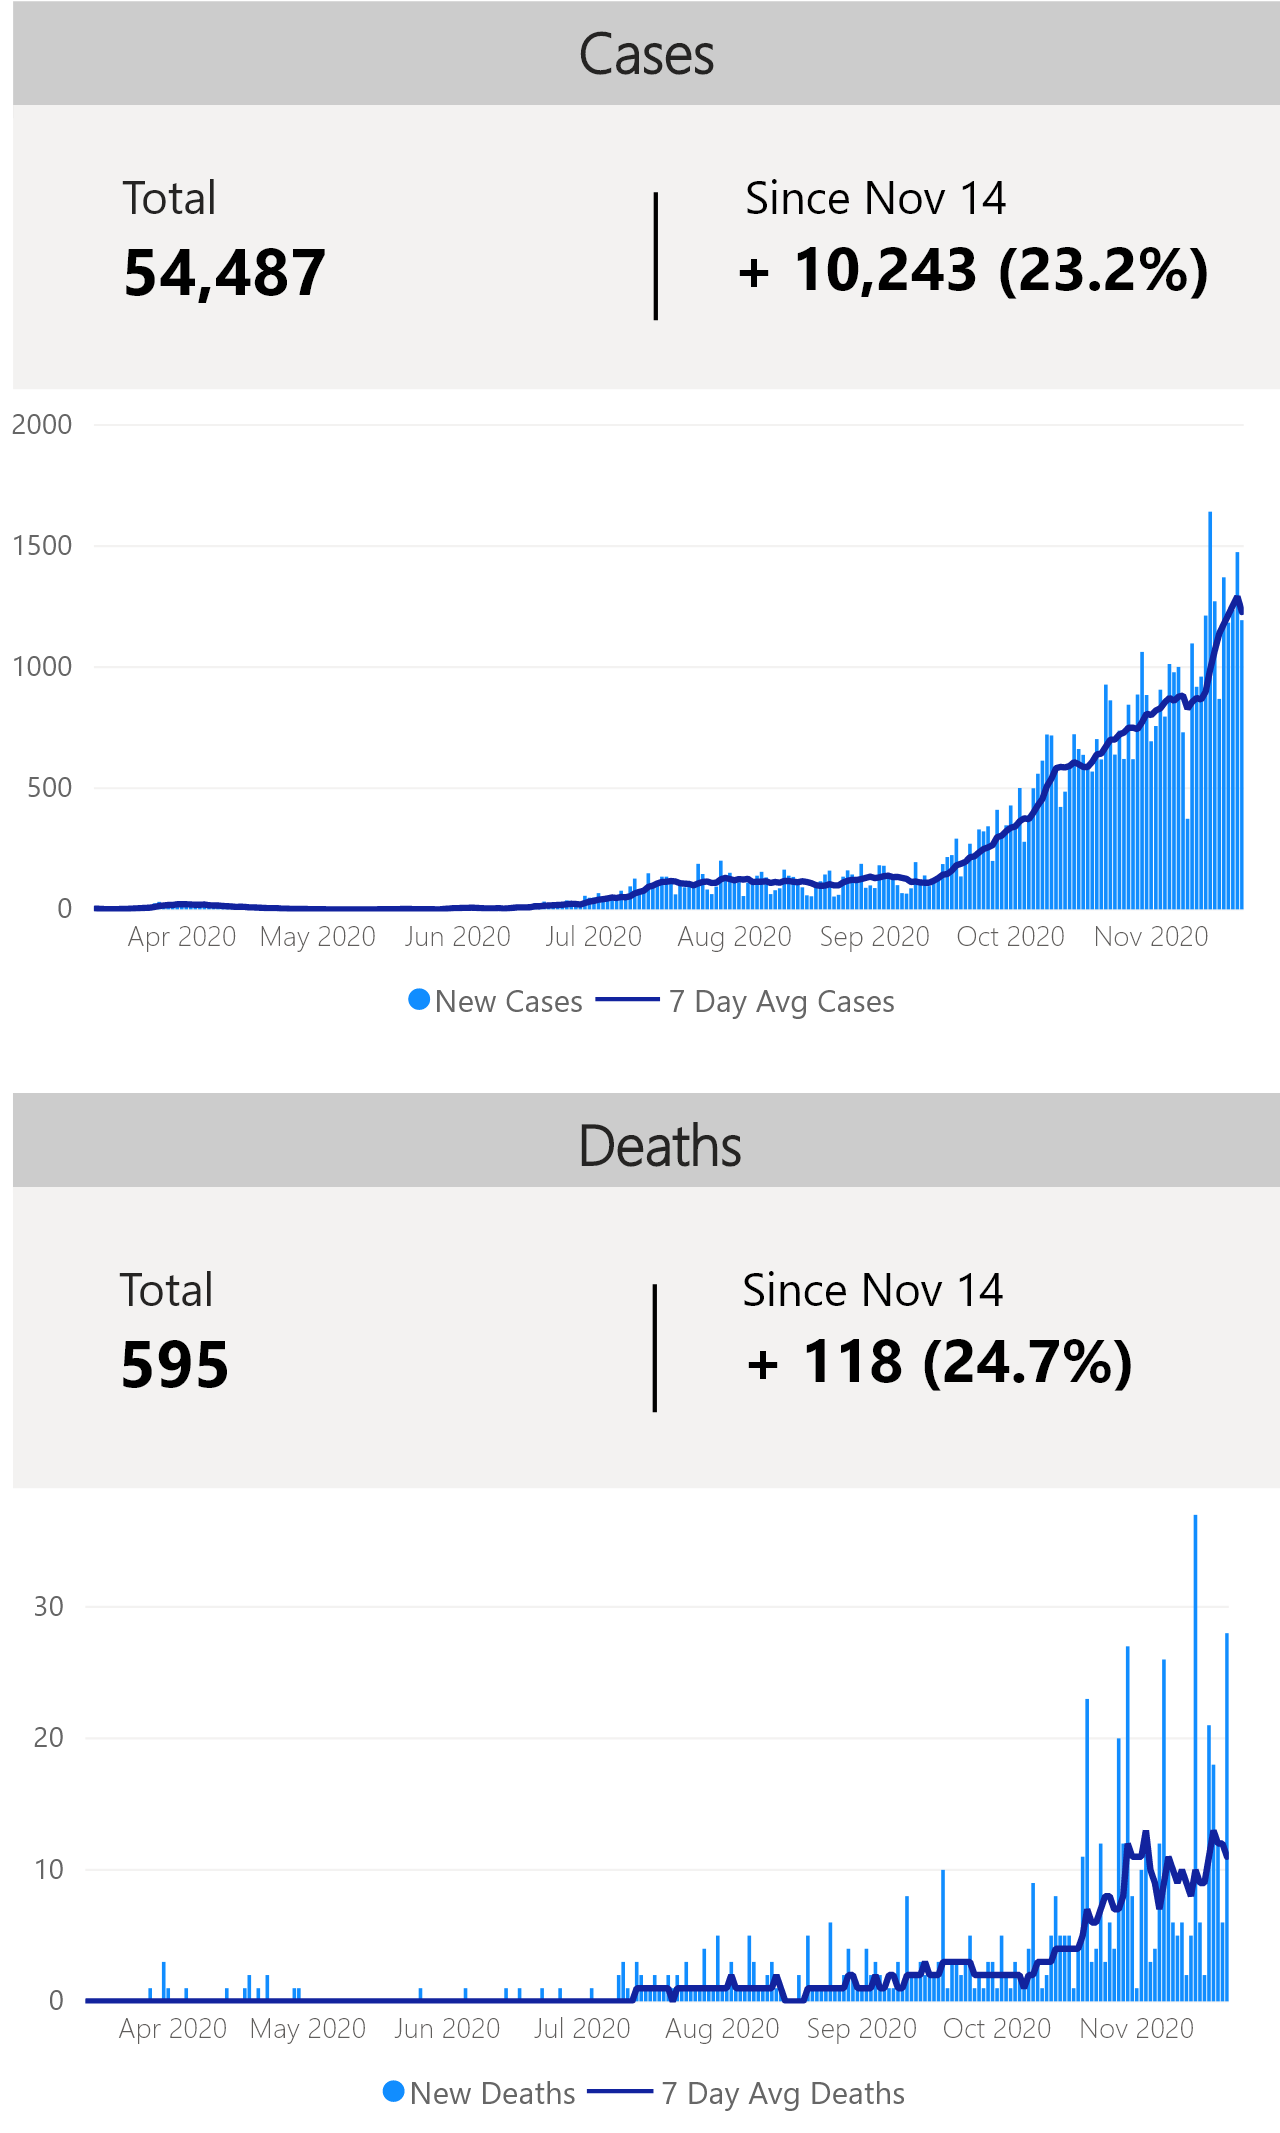 Cases
Total
Since Nov 14
54,487
+ 10,243 (23.2%)
2000
1500
1000
500
0
Apr 2020 May 2020 Jun 2020 Jul 2020 Aug 2020 Sep 2020 Oct 2020 Nov 2020
New Cases 7 Day Avg Cases
Deaths
Total
Since Nov 14
595
+ 118 (24.7%)
30
20
10
0
Apr 2020 May 2020 Jun 2020 Jul 2020 Aug 2020 Sep 2020 Oct 2020 Nov 2020
New Deaths 7 Day Avg Deaths